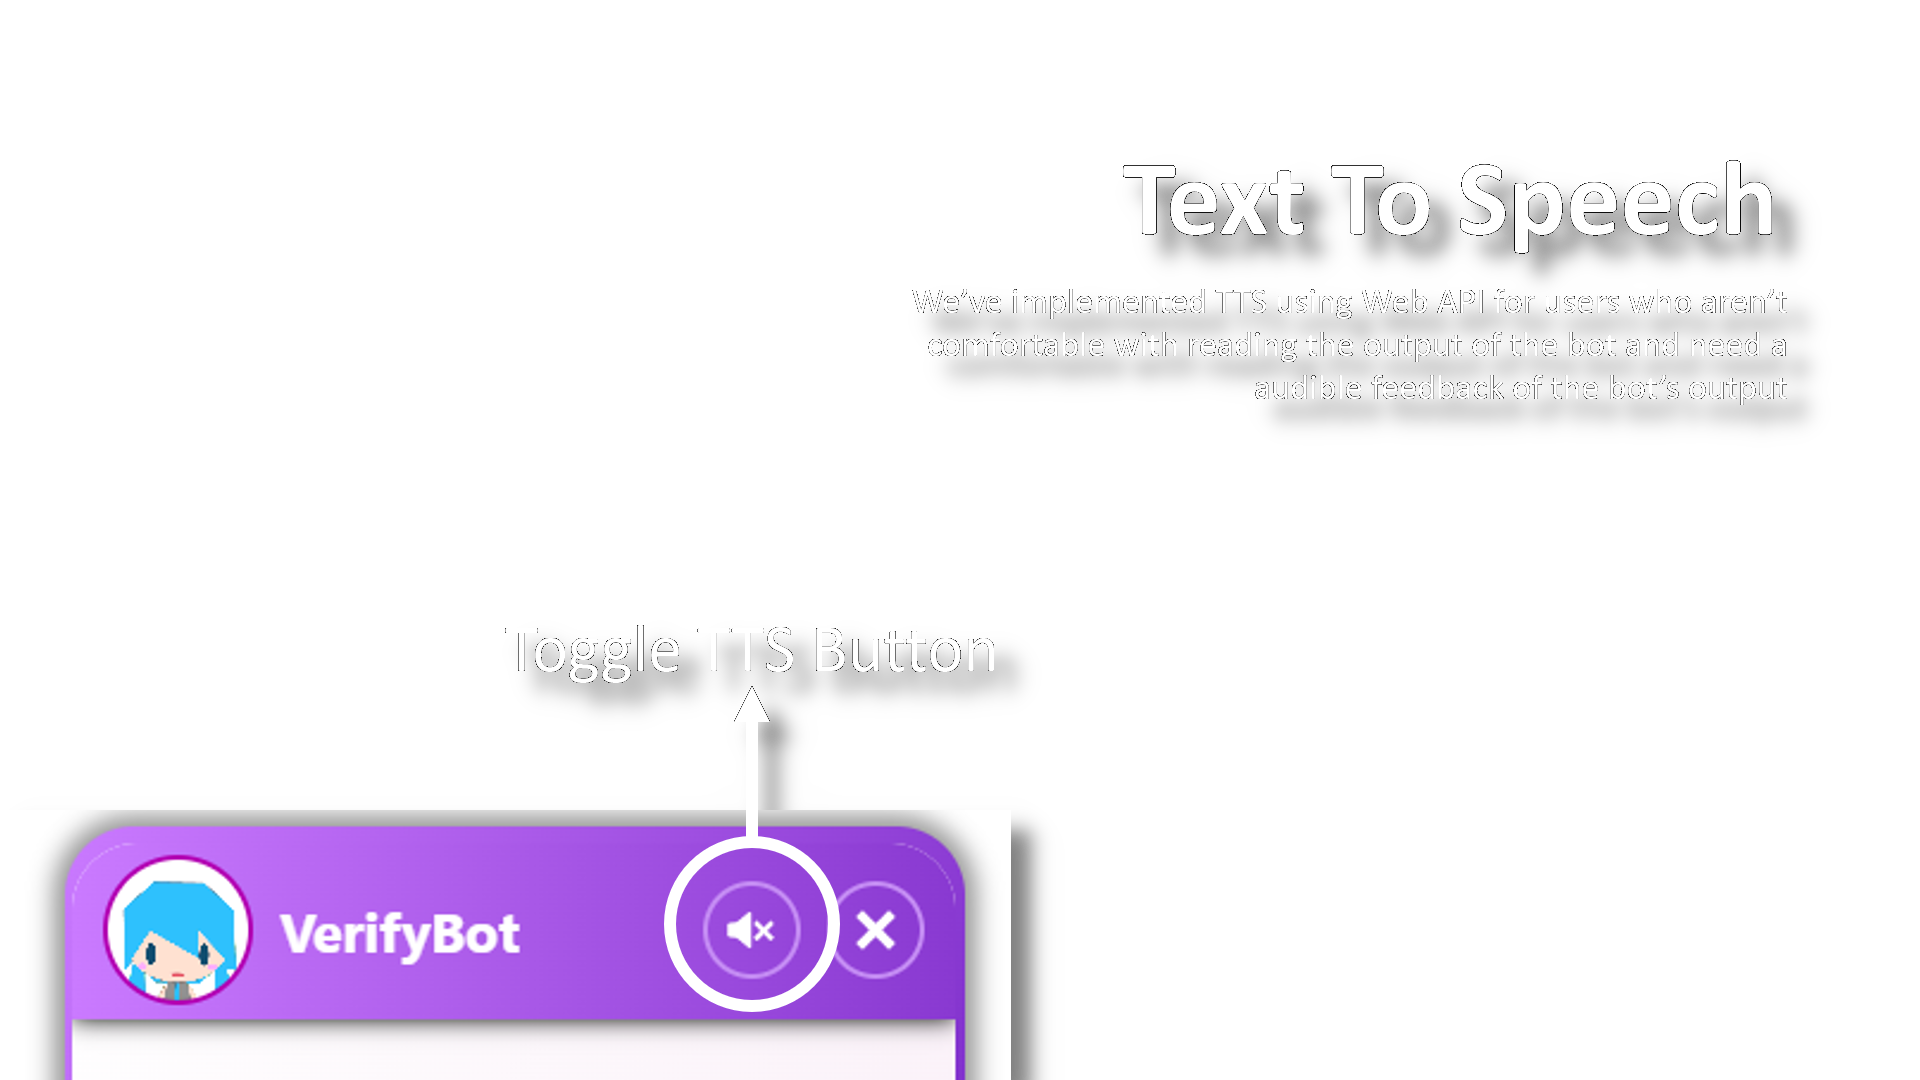 Text To Speech
We’ve implemented TTS using Web API for users who aren’t
comfortable with reading the output of the bot and need a
audible feedback of the bot’s output
Toggle TTS Button
VerifyBot